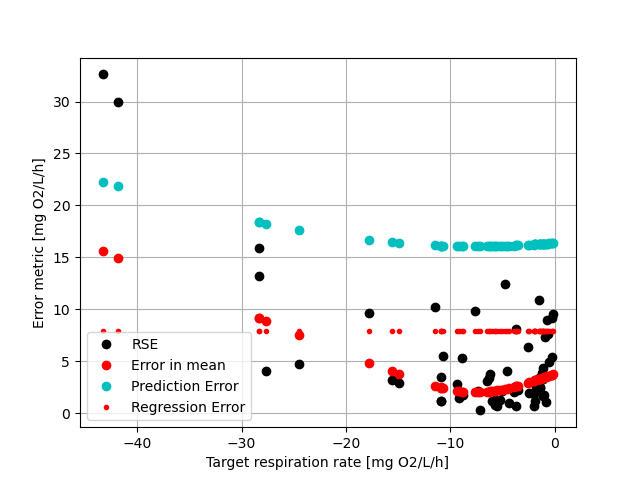 30
25
20
15
10
5
0
Error metric [mg O2/L/h]
RSE
Error in mean
Prediction Error
Regression Error
−40
−30
−20
−10
0
Target respiration rate [mg O2/L/h]